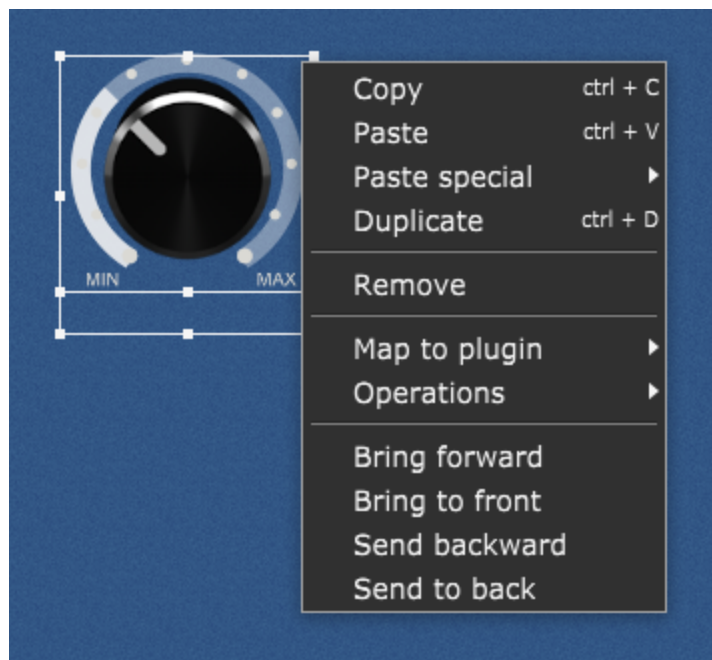 MIN MAX
Copy ctrl + C
Paste ctrl + V
Paste special
Duplicate ctrl + D
Remove
Map to plugin
Operations
Bring forward
Bring to front
Send backward
Send to back